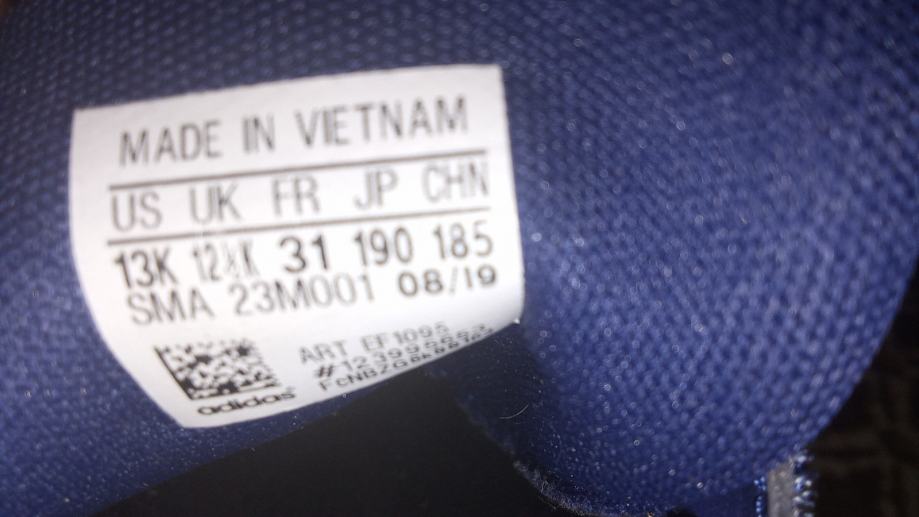 MADE IN VIETNAM
US UK FR JP CHN
13K 12½K 31 190 185
SMA 23M001 08/19
ART EF1095
adidas